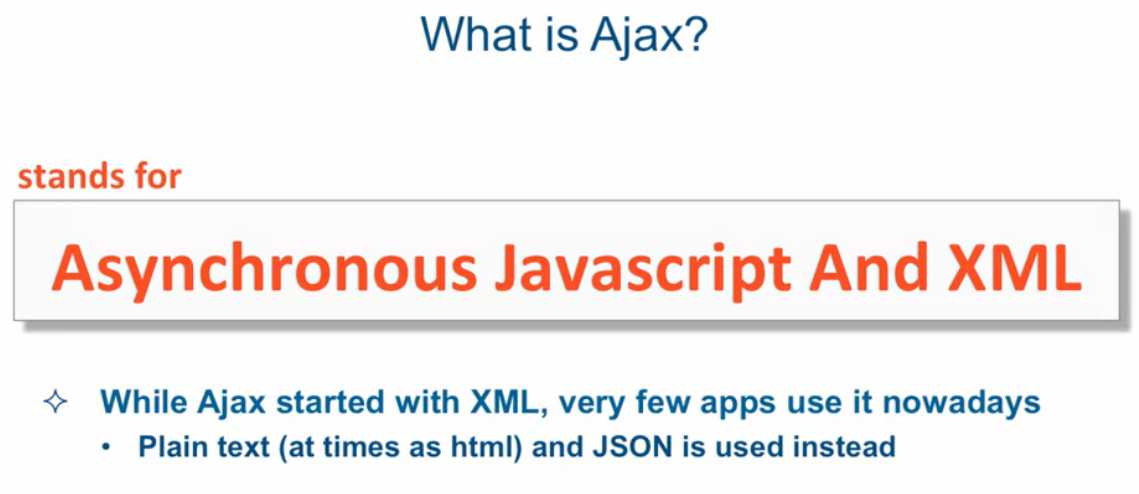 What is Ajax?
stands for
Asynchronous Javascript And XML
While Ajax started with XML, very few apps use it nowadays
• Plain text (at times as html) and JSON is used instead